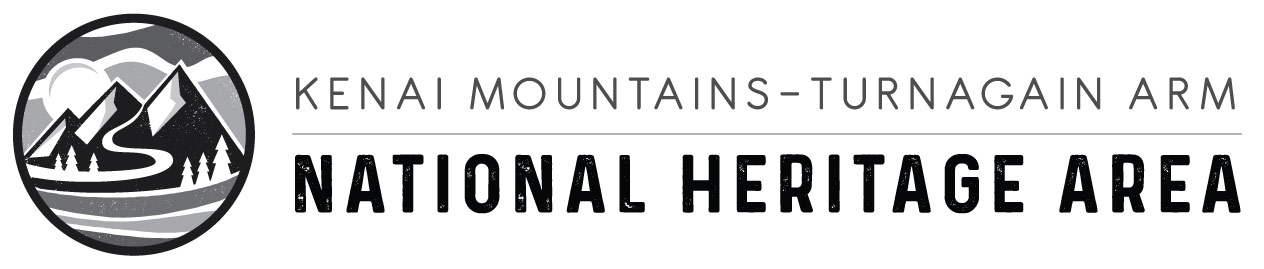 KENAI MOUNTAINS-TURNAGAIN ARM
NATIONAL HERITAGE AREA